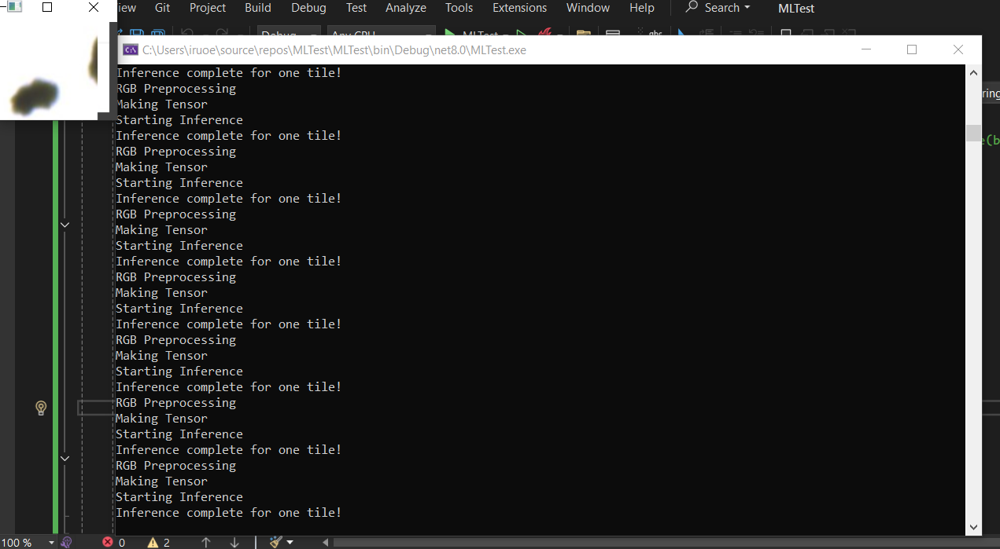 iew Git Project Build Debug Test Analyze Tools Extensions Window Help Search MLTest
Debug Any CPU MLTest
C:\Users\iruoe\source\repos\MLTest\MLTest\bin\Debug\net8.0\MLTest.exe
Inference complete for one tile!
RGB Preprocessing
Making Tensor
Starting Inference
Inference complete for one tile!
RGB Preprocessing
Making Tensor
Starting Inference
Inference complete for one tile!
RGB Preprocessing
Making Tensor
Starting Inference
Inference complete for one tile!
RGB Preprocessing
Making Tensor
Starting Inference
Inference complete for one tile!
RGB Preprocessing
Making Tensor
Starting Inference
Inference complete for one tile!
RGB Preprocessing
Making Tensor
Starting Inference
Inference complete for one tile!
RGB Preprocessing
Making Tensor
Starting Inference
Inference complete for one tile!
ring
e(b
100 % 0 2